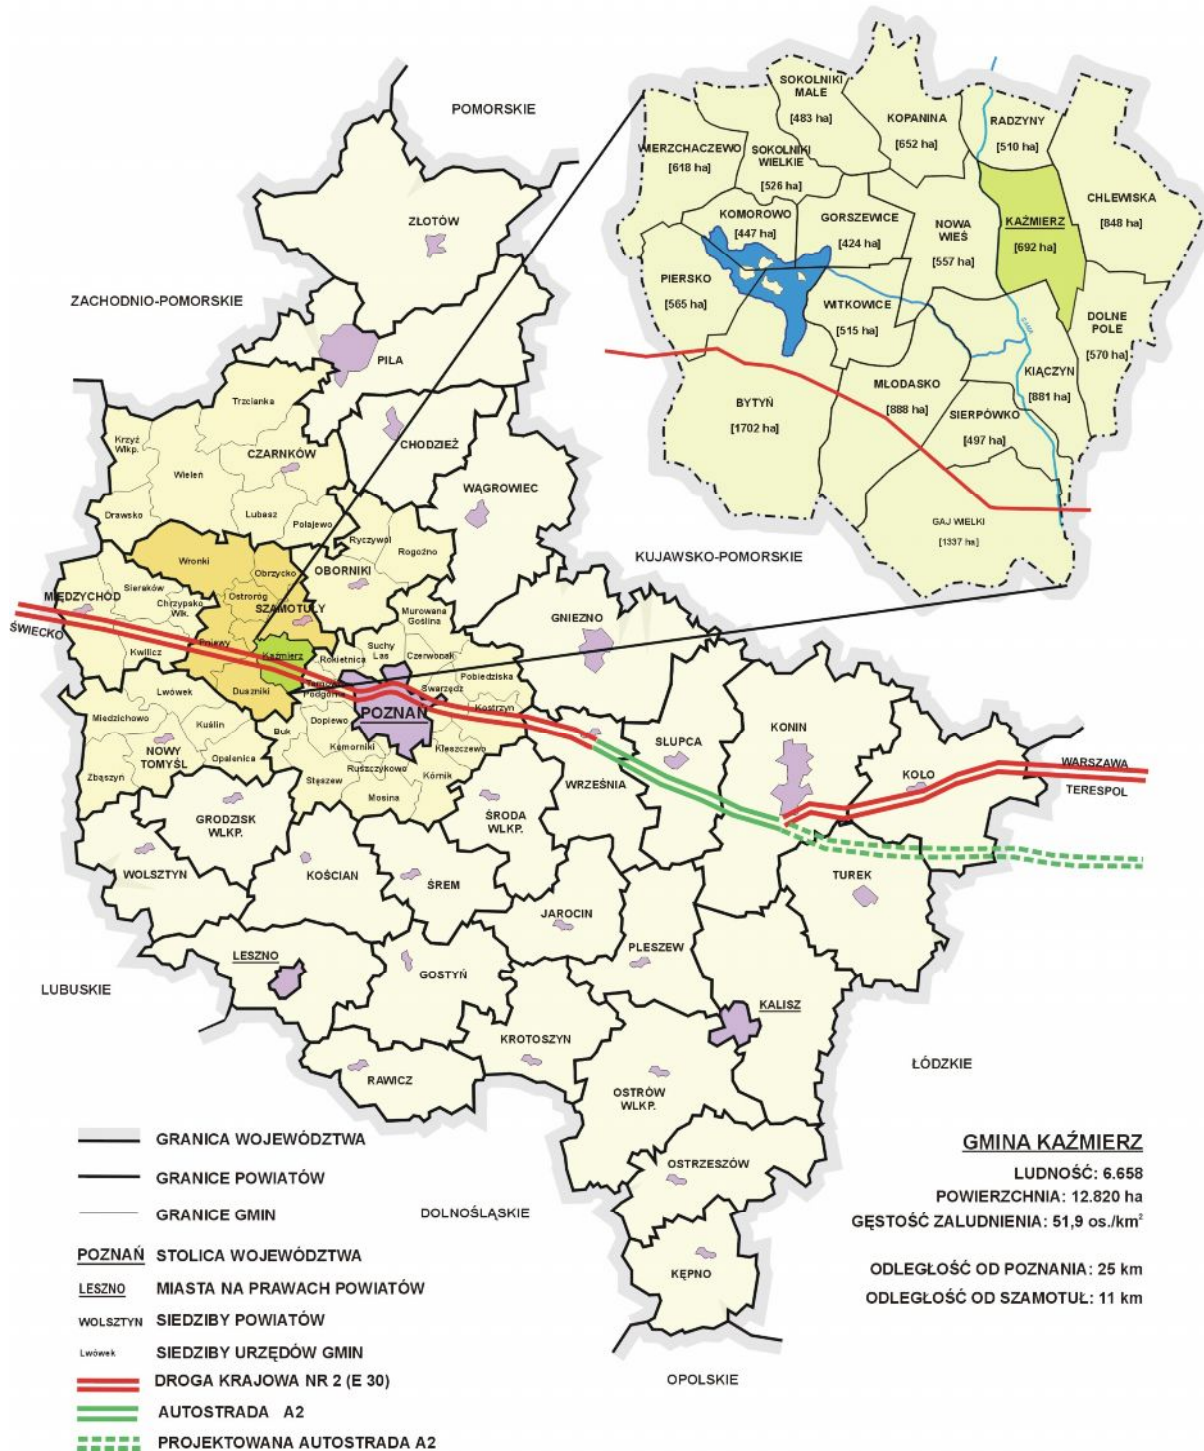 POMORSKIE
ZACHODNIO-POMORSKIE
ZŁOTÓW
PIŁA
SOKOLNIKI
MAŁE
[483 ha]
KOPANINA
[652 ha]
RADZYNY
[510 ha]
WIERZCHACZEWO
[618 ha]
SOKOLNIKI
WIELKIE
[526 ha]
CHLEWISKA
[848 ha]
KOMOROWO
[447 ha]
GORSZEWICE
[424 ha]
NOWA
WIEŚ
[557 ha]
KAŹMIERZ
[692 ha]
PIERSKO
[565 ha]
WITKOWICE
[515 ha]
DOLNE
POLE
[570 ha]
SAMA
KIĄCZYN
[881 ha]
BYTYŃ
[1702 ha]
MŁODASKO
[888 ha]
SIERPÓWKO
[497 ha]
GAJ WIELKI
[1337 ha]
Trzcianka
Krzyż
Wlkp.
Wieleń
CZARNKÓW
CHODZIEŻ
WĄGROWIEC
Drawsko
Lubasz
Połajewo
Ryczywół
Rogoźno
Wronki
Obrzycko
OBORNIKI
KUJAWSKO-POMORSKIE
MIĘDZYCHÓD
Sieraków
Chrzypsko
Wlk.
Ostroróg
SZAMOTUŁY
Murowana
Goślina
GNIEZNO
ŚWIECKO
Kwilicz
Pniewy
Kaźmierz
Rokietnica
Suchy
Las
Czerwonak
Pobiedziska
Lwówek
Duszniki
Tarnowo
Podgórne
Swarzędz
Kostrzyn
Miedzichowo
Kuślin
Buk
Dopiewo
POZNAŃ
NOWY
TOMYŚL
Opalenica
Komorniki
Kleszczewo
Zbąszyń
Stęszew
Puszczykowo
Kórnik
Mosina
SŁUPCA
KONIN
KOŁO
WARSZAWA
TERESPOL
WRZEŚNIA
GRODZISK
WLKP.
ŚRODA
WLKP.
WOLSZTYN
KOŚCIAN
ŚREM
JAROCIN
TUREK
PLESZEW
LESZNO
GOSTYŃ
LUBUSKIE
KALISZ
KROTOSZYN
RAWICZ
OSTRÓW
WLKP.
ŁÓDZKIE
OSTRZESZÓW
DOLNOŚLĄSKIE
KĘPNO
OPOLSKIE
GRANICA WOJEWÓDZTWA
GRANICE POWIATÓW
GRANICE GMIN
POZNAŃ STOLICA WOJEWÓDZTWA
LESZNO MIASTA NA PRAWACH POWIATÓW
WOLSZTYN SIEDZIBY POWIATÓW
Lwówek SIEDZIBY URZĘDÓW GMIN
DROGA KRAJOWA NR 2 (E 30)
AUTOSTRADA A2
PROJEKTOWANA AUTOSTRADA A2
GMINA KAŹMIERZ
LUDNOŚĆ: 6.658
POWIERZCHNIA: 12.820 ha
GĘSTOŚĆ ZALUDNIENIA: 51,9 os./km²
ODLEGŁOŚĆ OD POZNANIA: 25 km
ODLEGŁOŚĆ OD SZAMOTUŁ: 11 km